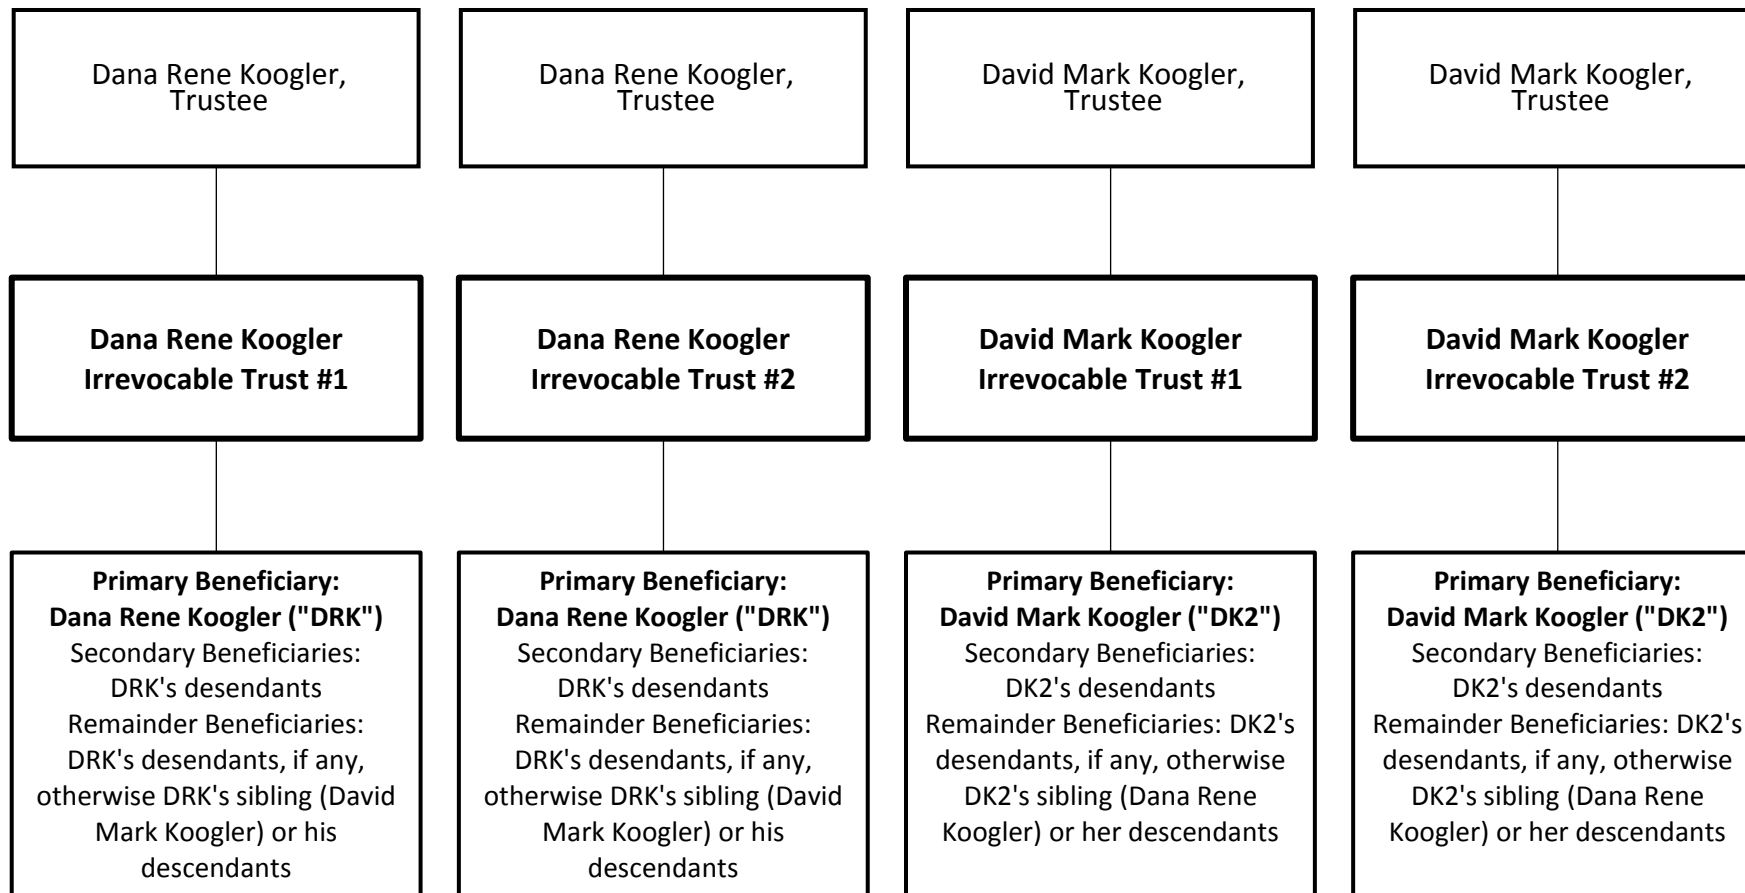 Dana Rene Koogler,
Trustee
Dana Rene Koogler,
Trustee
David Mark Koogler,
Trustee
David Mark Koogler,
Trustee
Dana Rene Koogler
Irrevocable Trust #1
Dana Rene Koogler
Irrevocable Trust #2
David Mark Koogler
Irrevocable Trust #1
David Mark Koogler
Irrevocable Trust #2
Primary Beneficiary:
Dana Rene Koogler ("DRK")
Secondary Beneficiaries:
DRK's desendants
Remainder Beneficiaries:
DRK's desendants, if any,
otherwise DRK's sibling (David
Mark Koogler) or his
descendants
Primary Beneficiary:
Dana Rene Koogler ("DRK")
Secondary Beneficiaries:
DRK's desendants
Remainder Beneficiaries:
DRK's desendants, if any,
otherwise DRK's sibling (David
Mark Koogler) or his
descendants
Primary Beneficiary:
David Mark Koogler ("DK2")
Secondary Beneficiaries:
DK2's desendants
Remainder Beneficiaries: DK2's
desendants, if any, otherwise
DK2's sibling (Dana Rene
Koogler) or her descendants
Primary Beneficiary:
David Mark Koogler ("DK2")
Secondary Beneficiaries:
DK2's desendants
Remainder Beneficiaries: DK2's
desendants, if any, otherwise
DK2's sibling (Dana Rene
Koogler) or her descendants